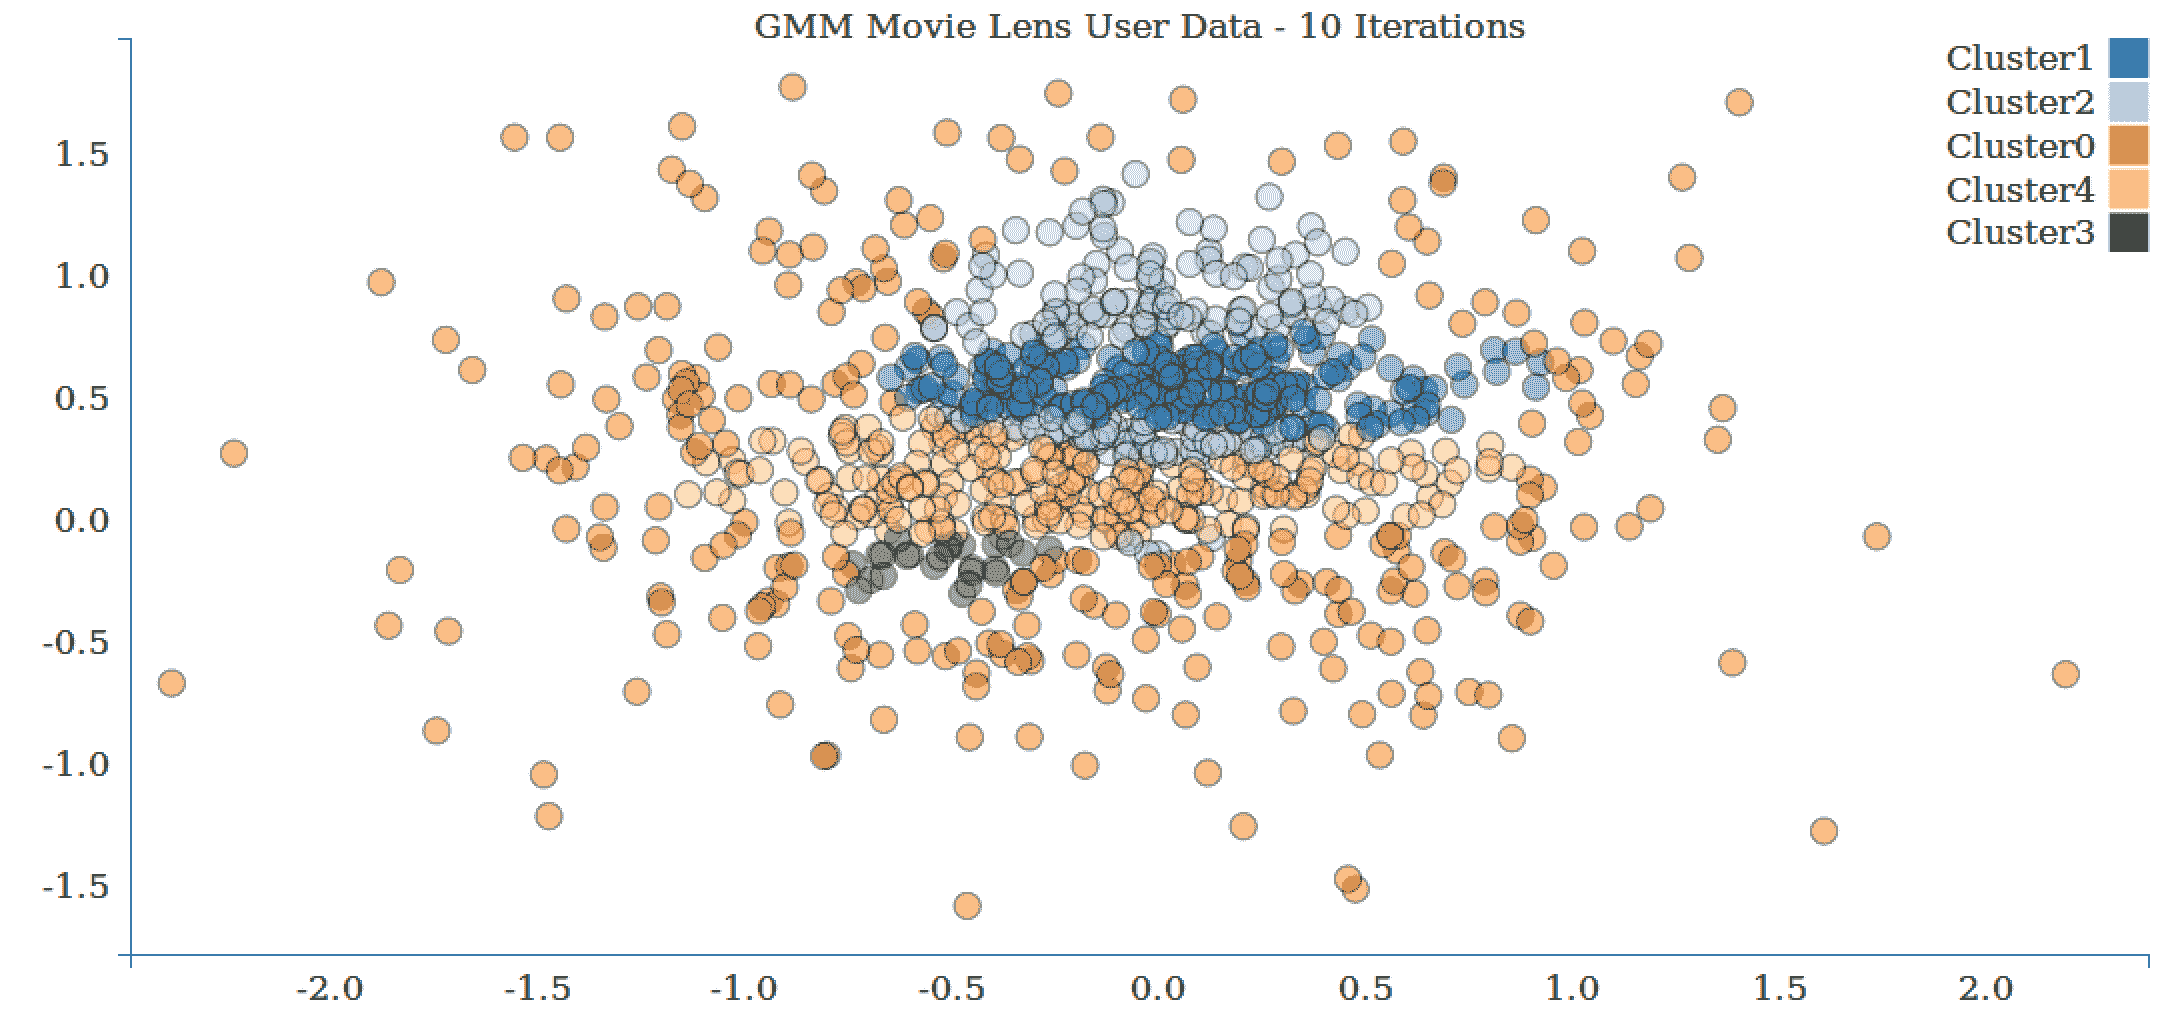 GMM Movie Lens User Data - 10 Iterations
Cluster1
Cluster2
Cluster0
Cluster4
Cluster3
1.5
1.0
0.5
0.0
-0.5
-1.0
-1.5
-2.0 -1.5 -1.0 -0.5 0.0 0.5 1.0 1.5 2.0